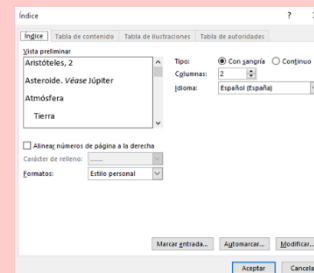 Índice ?
Índice Tabla de contenido Tabla de ilustraciones Tabla de autoridades
Vista preliminar
Aristóteles, 2
Asteroide. Véase Júpiter
Atmósfera
Tierra
Tipo: Con sangría Continuo
Columnas: 2
Idioma: Español (España)
Alinear números de página a la derecha
Carácter de relleno: .......
Formatos: Estilo personal
Marcar entrada... Automarcar... Modificar...
Aceptar Cancela